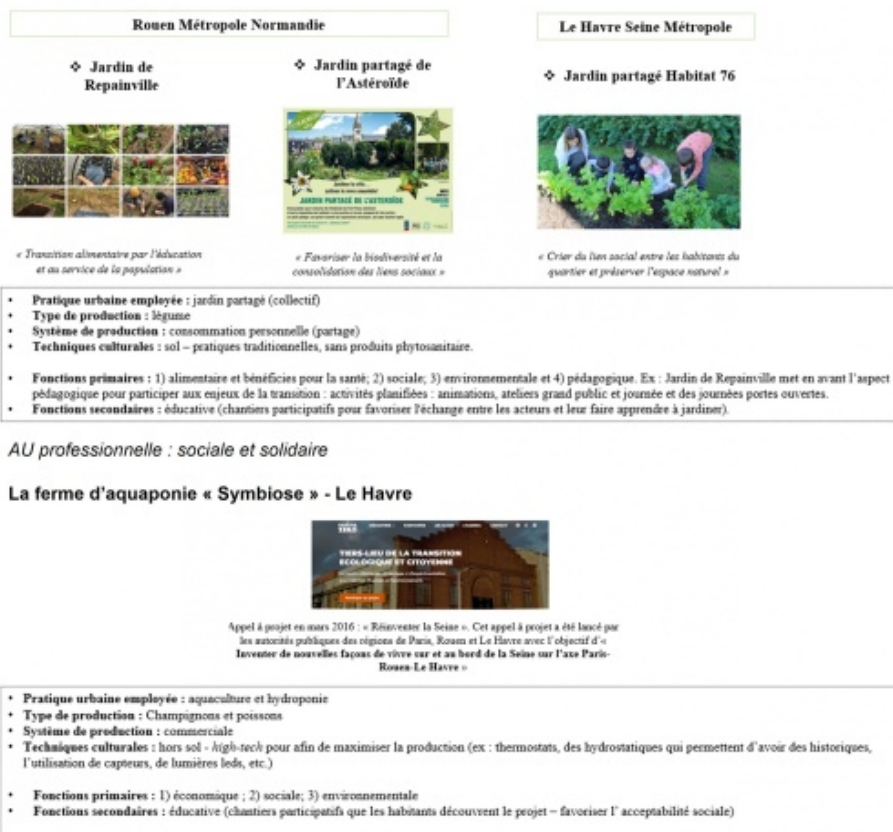 Rouen Métropole Normandie
Le Havre Seine Métropole
❖ Jardin de
Repainville
❖ Jardin partagé de
l'Astéroïde
❖ Jardin partagé Habitat 76
JARDIN PARTAGÉ DE L'ASTEROÏDE
« Transition alimentaire par l'éducation
et au service de la population »
« Favoriser la biodiversité et la
consolidation des liens sociaux »
« Crier du lien social entre les habitants du
quartier et préserver l'espace naturel »
• Pratique urbaine employée : jardin partagé (collectif)
• Type de production : légume
• Système de production : consommation personnelle (partage)
• Techniques culturales : sol – pratiques traditionnelles, sans produits phytosanitaire.
• Fonctions primaires : 1) alimentaire et bénéficies pour la santé; 2) sociale; 3) environnementale et 4) pédagogique. Ex : Jardin de Repainville met en avant l'aspect
pédagogique pour participer aux enjeux de la transition : activités planifiées : animations, ateliers grand public et journée et des journées portes ouvertes.
• Fonctions secondaires : éducative (chantiers participatifs pour favoriser l'échange entre les acteurs et leur faire apprendre à jardiner).
AU professionnelle : sociale et solidaire
La ferme d'aquaponie « Symbiose » - Le Havre
TIERS-LIEU DE LA TRANSITION
ECOLOGIQUE ET CITOYENNE
Appel à projet en mars 2016 : « Réinventer la Seine ». Cet appel à projet a été lancé par
les autorités publiques des régions de Paris, Rouen et Le Havre avec l'objectif d'«
Inventer de nouvelles façons de vivre sur et au bord de la Seine sur l'axe Paris-
Rouen-Le Havre »
• Pratique urbaine employée : aquaculture et hydroponie
• Type de production : Champignons et poissons
• Système de production : commerciale
• Techniques culturales : hors sol - high-tech pour afin de maximiser la production (ex : thermostats, des hydrostatiques qui permettent d'avoir des historiques,
l'utilisation de capteurs, de lumières leds, etc.)
• Fonctions primaires : 1) économique ; 2) sociale; 3) environnementale
Fonctions secondaires : éducative (chantiers participatifs que les habitants découvrent le projet – favoriser l' acceptabilité sociale)